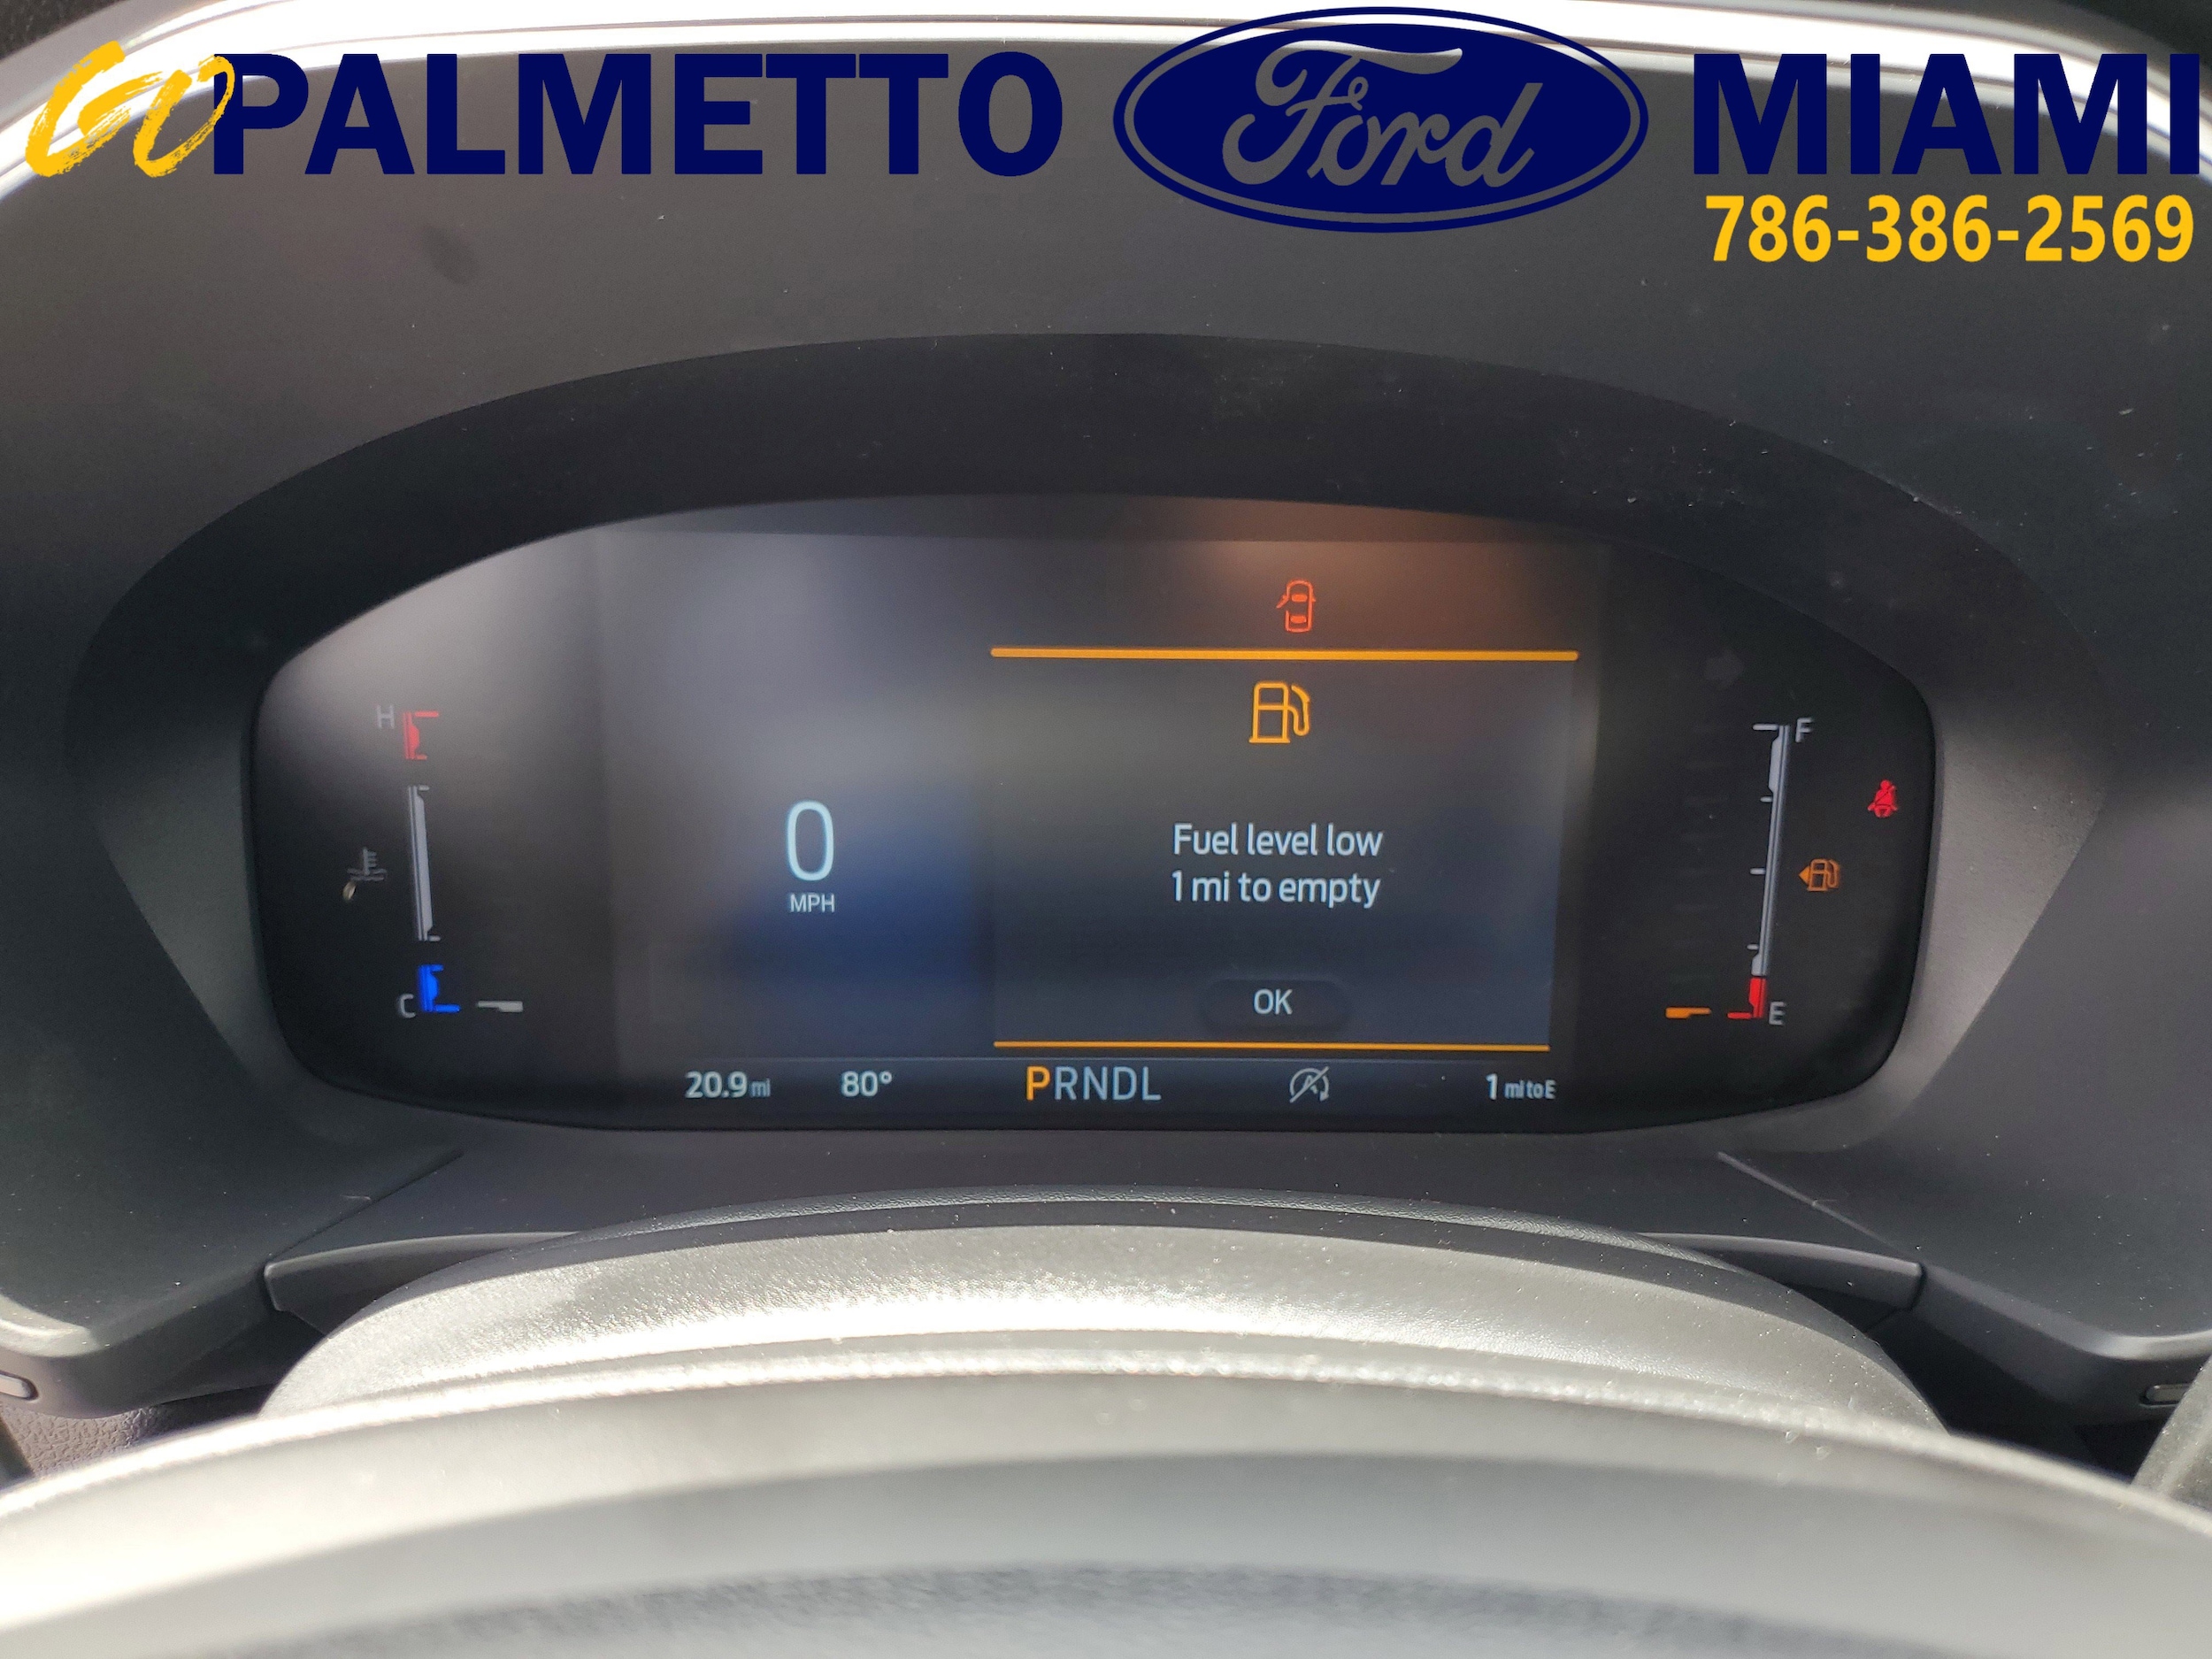 GO PALMETTO Ford MIAMI
786-386-2569
H
F
0
MPH
Fuel level low
1 mi to empty
OK
C
E
20.9 mi 80° PRNDL A 1 mi to E